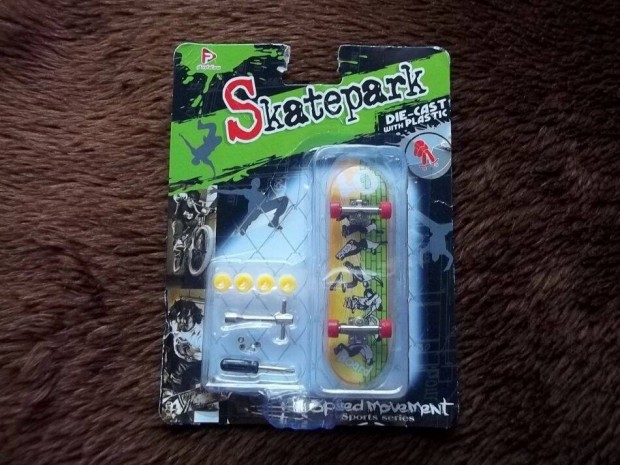 Skatepark
DIE-CAST
WITH PLASTIC
Speed movement
Sports series